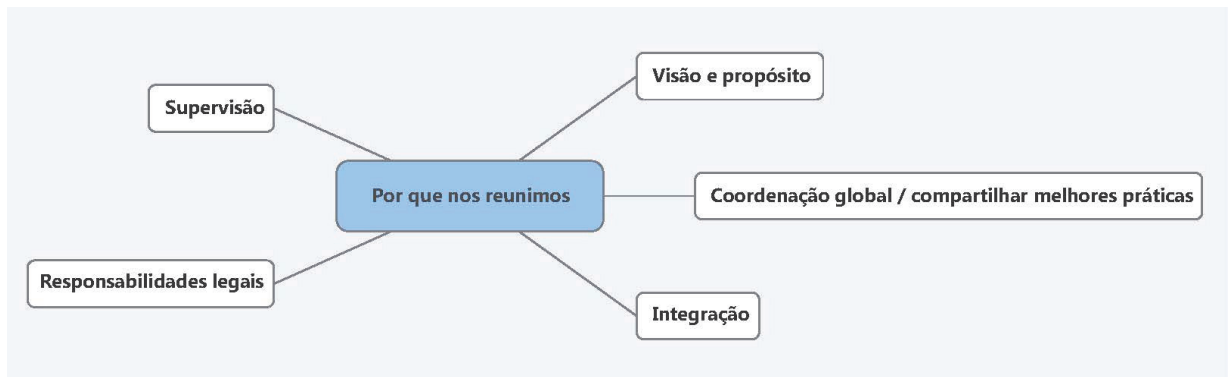 Visão e propósito
Supervisão
Por que nos reunimos
Coordenação global / compartilhar melhores práticas
Responsabilidades legais
Integração